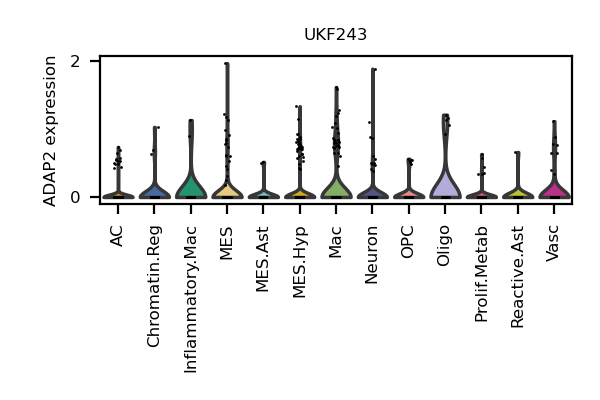 UKF243
ADAP2 expression
2
0
AC
Chromatin.Reg
Inflammatory.Mac
MES
MES.Ast
MES.Hyp
Mac
Neuron
OPC
Oligo
Prolif.Metab
Reactive.Ast
Vasc